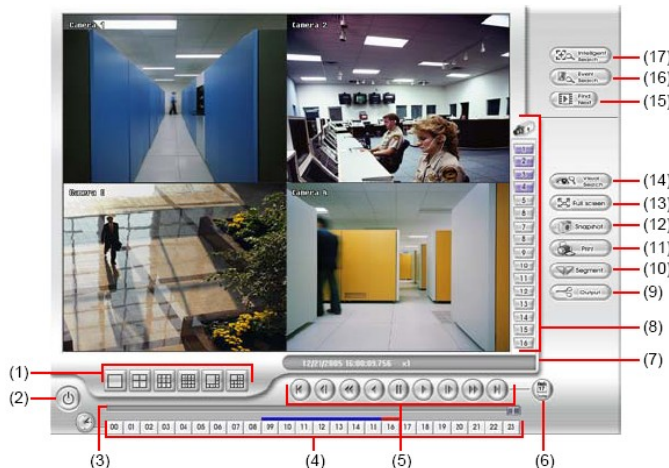 Camera 1
Camera 2
Camera 3
Camera 4
Intelligent Search
(17)
Event Search
(16)
Find Next
(15)
1
2
3
4
5
6
7
8
9
10
11
12
13
14
15
16
(8)
Visual Search
(14)
Full screen
(13)
Snapshot
(12)
Print
(11)
Segment
(10)
Output
(9)
12/21/2005 16:00:09.756 x1
(7)
(1)
(2)
00 01 02 03 04 05 06 07 08 09 10 11 12 13 14 15 16 17 18 19 20 21 22 23
(3)
(4)
(5)
(6)